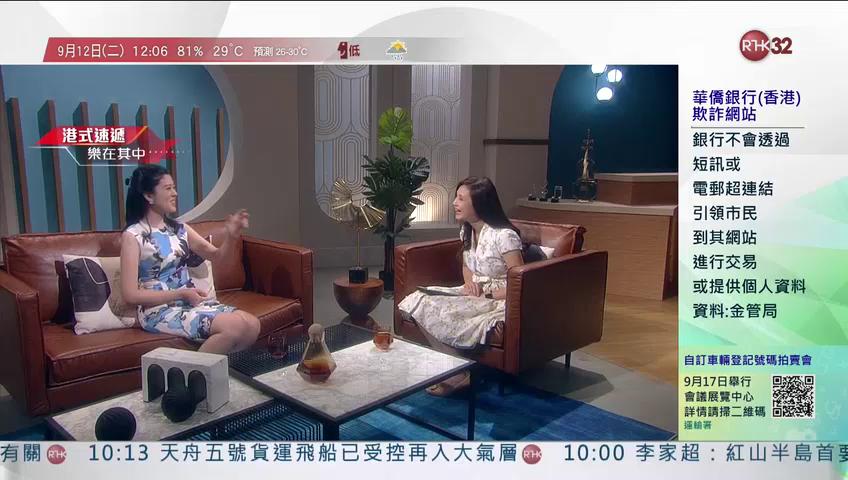 9月12日(二) 12:06 81% 29°C 預測 26-30°C 低
RTHK32
港式速遞
樂在其中
華僑銀行(香港)
欺詐網站
銀行不會透過
短訊或
電郵超連結
引領市民
到其網站
進行交易
或提供個人資料
資料:金管局
自訂車輛登記號碼拍賣會
9月17日舉行
會議展覽中心
詳情請掃二維碼
運輸署
有關 RTHK 10:13 天舟五號貨運飛船已受控再入大氣層 RTHK 10:00 李家超：紅山半島首要